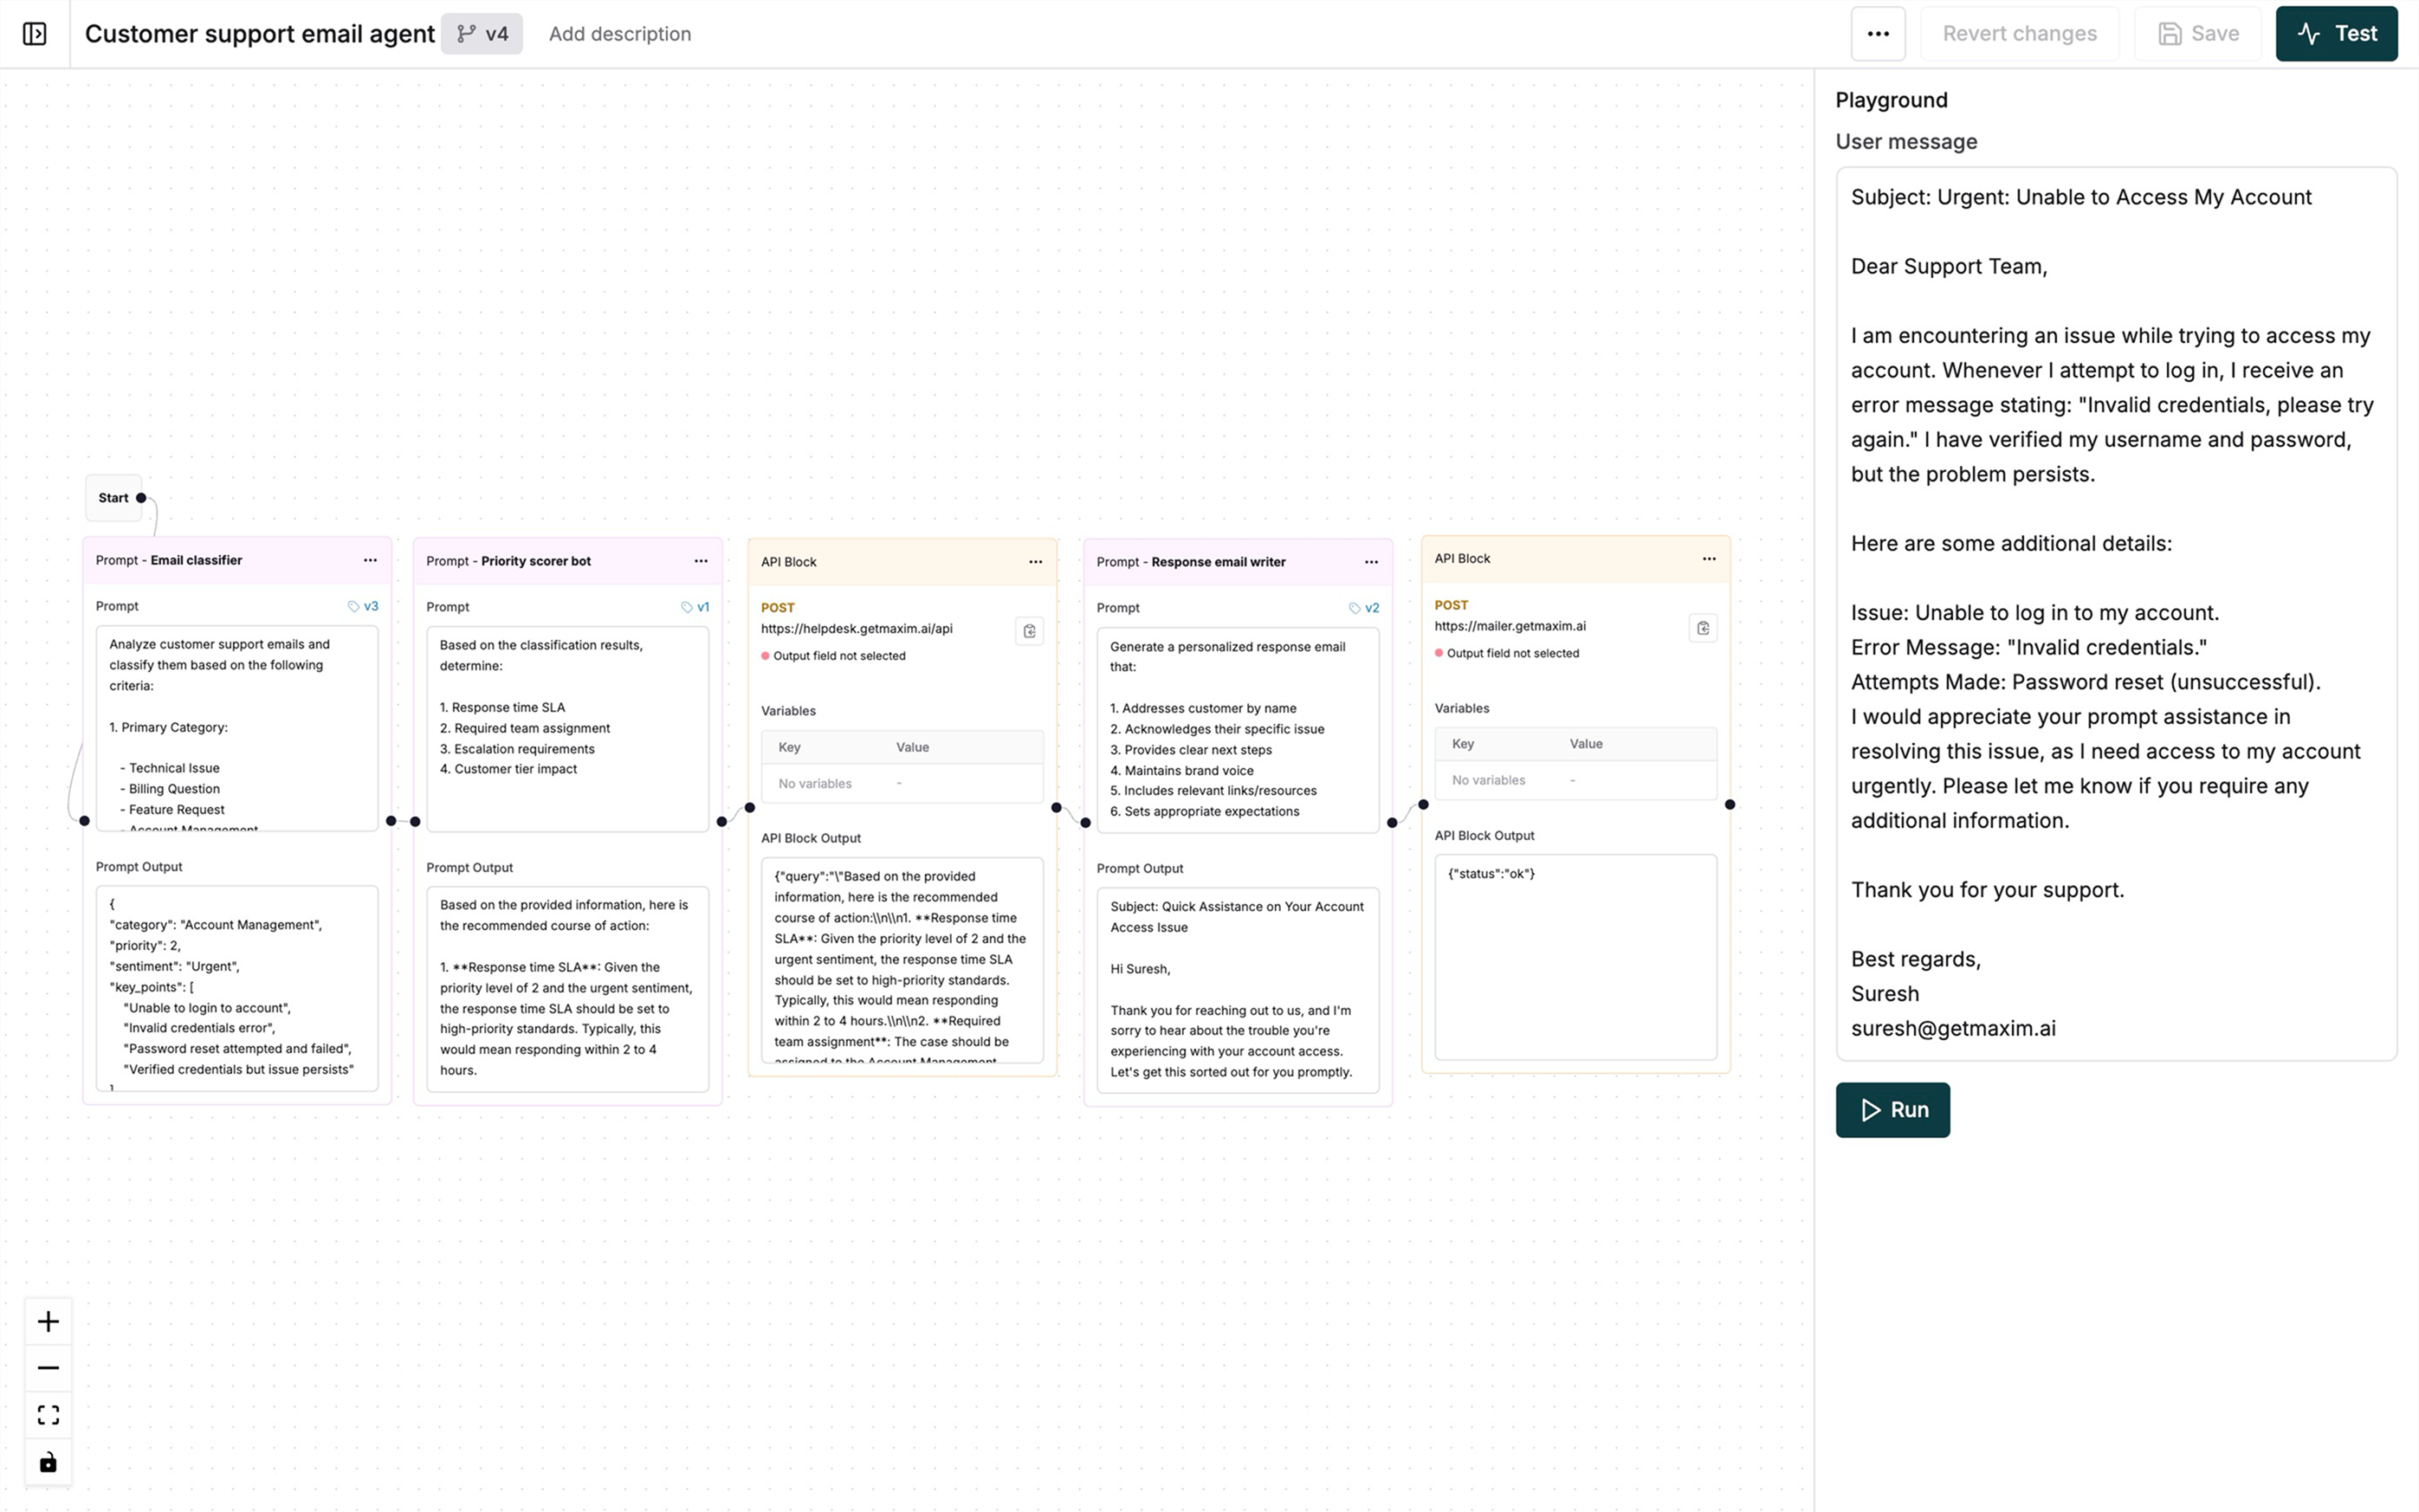 Customer support email agent
v4
Add description
Revert changes
Save
Test
Start
Prompt - Email classifier
Prompt
v3
Analyze customer support emails and
classify them based on the following
criteria:
1. Primary Category:
- Technical Issue
- Billing Question
- Feature Request
- Account Management
Prompt Output
{
"category": "Account Management",
"priority": 2,
"sentiment": "Urgent",
"key_points": [
"Unable to login to account",
"Invalid credentials error",
"Password reset attempted and failed",
"Verified credentials but issue persists"
]
Prompt - Priority scorer bot
Prompt
v1
Based on the classification results,
determine:
1. Response time SLA
2. Required team assignment
3. Escalation requirements
4. Customer tier impact
Prompt Output
Based on the provided information, here is
the recommended course of action:
1. **Response time SLA**: Given the
priority level of 2 and the urgent sentiment,
the response time SLA should be set to
high-priority standards. Typically, this
would mean responding within 2 to 4
hours.
API Block
POST
https://helpdesk.getmaxim.ai/api
Output field not selected
Variables
Key Value
No variables -
API Block Output
{"query":"\"Based on the provided
information, here is the recommended
course of action:\\n\\n1. **Response time
SLA**: Given the priority level of 2 and the
urgent sentiment, the response time SLA
should be set to high-priority standards.
Typically, this would mean responding
within 2 to 4 hours.\\n\\n2. **Required
team assignment**: The case should be
assigned to the Account Management
Prompt - Response email writer
Prompt
v2
Generate a personalized response email
that:
1. Addresses customer by name
2. Acknowledges their specific issue
3. Provides clear next steps
4. Maintains brand voice
5. Includes relevant links/resources
6. Sets appropriate expectations
Prompt Output
Subject: Quick Assistance on Your Account
Access Issue
Hi Suresh,
Thank you for reaching out to us, and I'm
sorry to hear about the trouble you're
experiencing with your account access.
Let's get this sorted out for you promptly.
API Block
POST
https://mailer.getmaxim.ai
Output field not selected
Variables
Key Value
No variables -
API Block Output
{"status":"ok"}
Playground
User message
Subject: Urgent: Unable to Access My Account
Dear Support Team,
I am encountering an issue while trying to access my
account. Whenever I attempt to log in, I receive an
error message stating: "Invalid credentials, please try
again." I have verified my username and password,
but the problem persists.
Here are some additional details:
Issue: Unable to log in to my account.
Error Message: "Invalid credentials."
Attempts Made: Password reset (unsuccessful).
I would appreciate your prompt assistance in
resolving this issue, as I need access to my account
urgently. Please let me know if you require any
additional information.
Thank you for your support.
Best regards,
Suresh
suresh@getmaxim.ai
Run